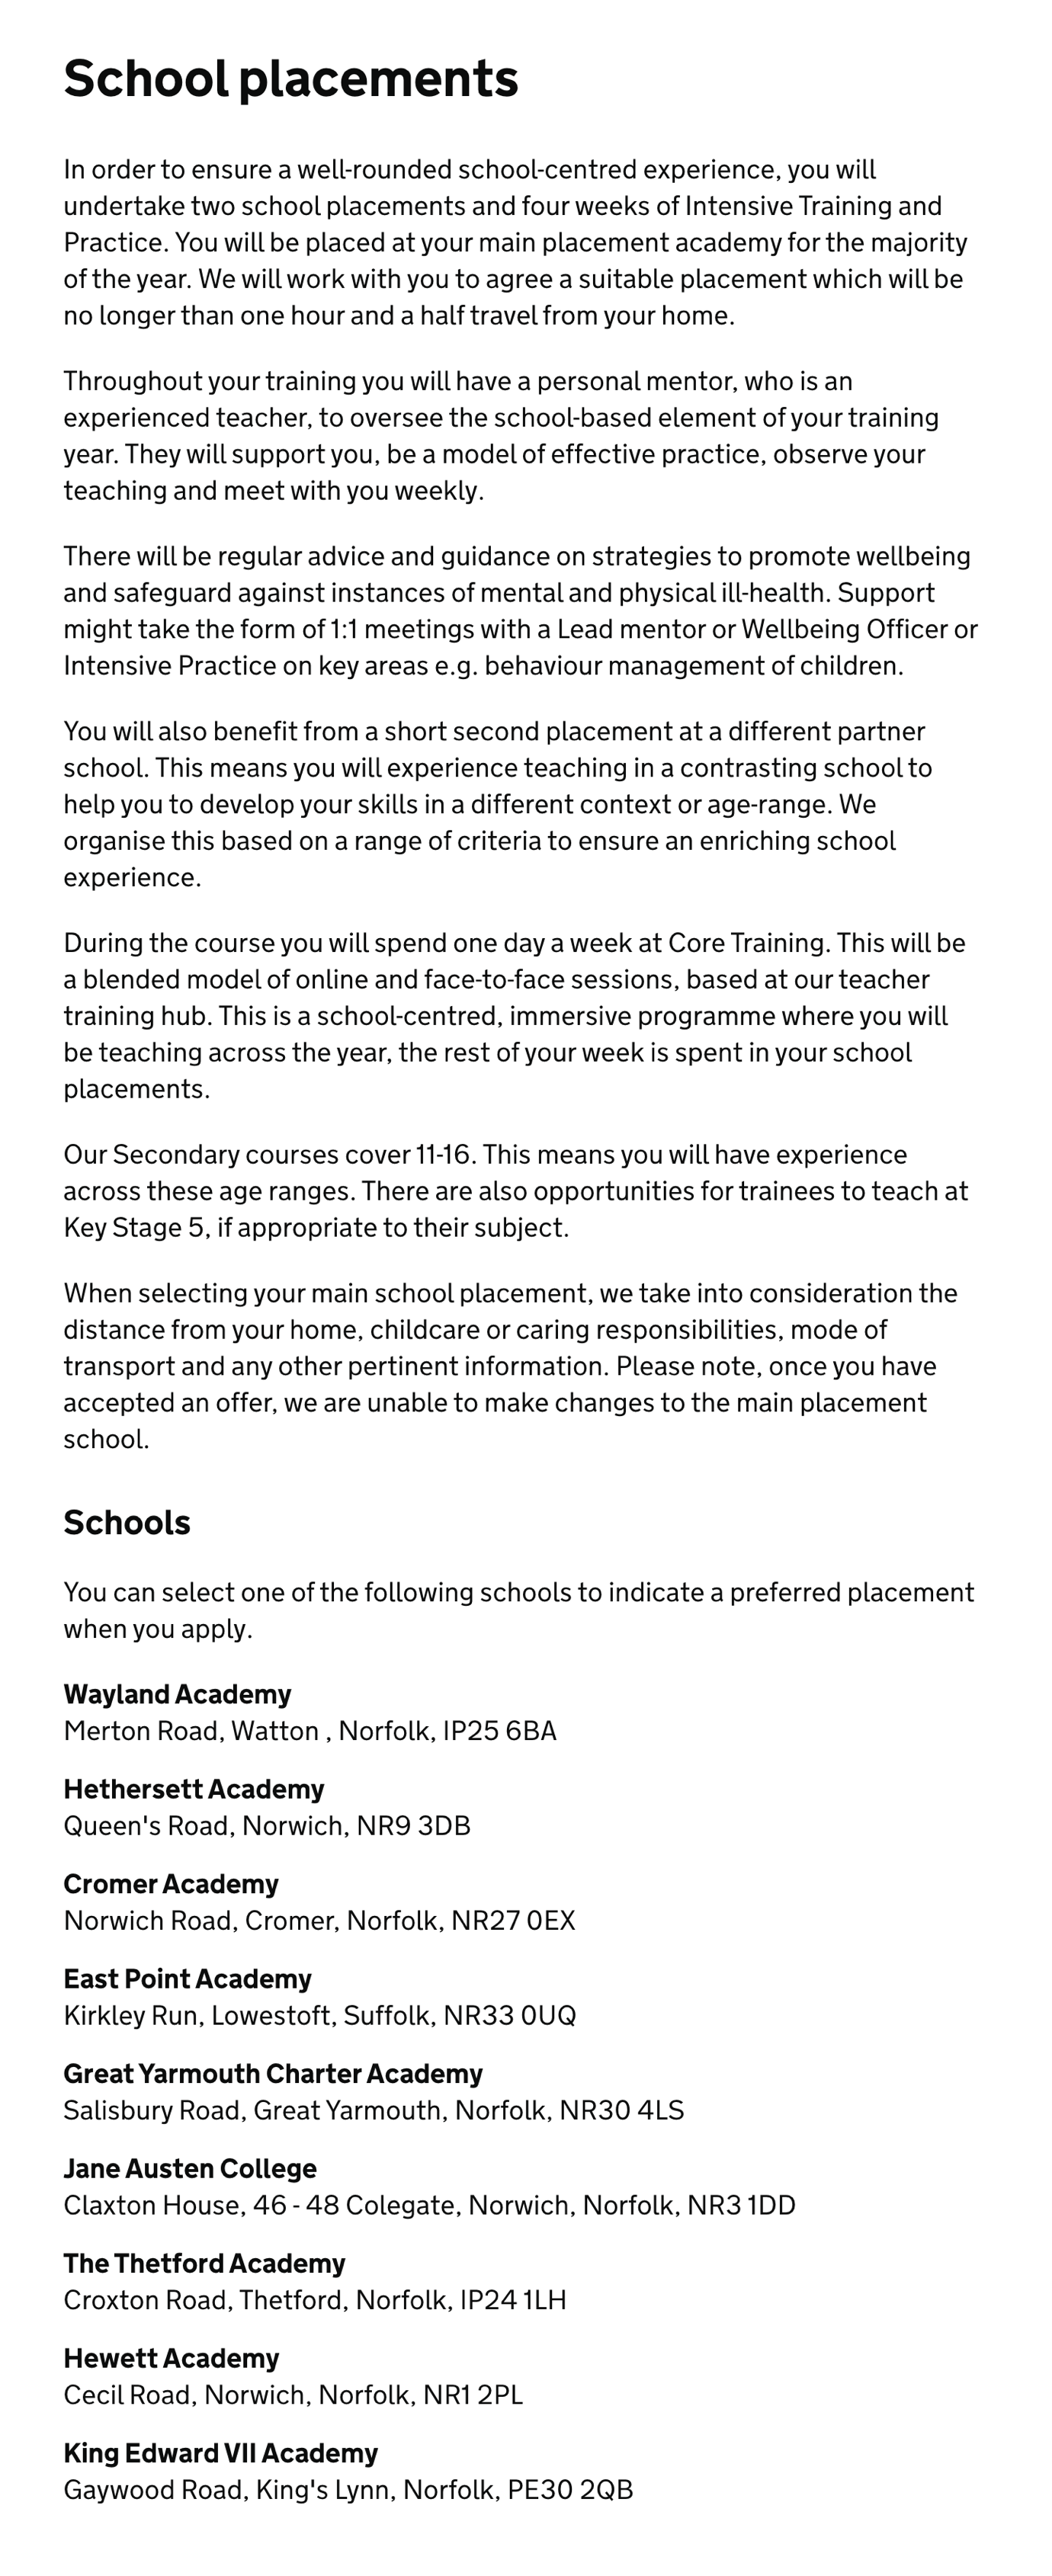 School placements
In order to ensure a well-rounded school-centred experience, you will
undertake two school placements and four weeks of Intensive Training and
Practice. You will be placed at your main placement academy for the majority
of the year. We will work with you to agree a suitable placement which will be
no longer than one hour and a half travel from your home.
Throughout your training you will have a personal mentor, who is an
experienced teacher, to oversee the school-based element of your training
year. They will support you, be a model of effective practice, observe your
teaching and meet with you weekly.
There will be regular advice and guidance on strategies to promote wellbeing
and safeguard against instances of mental and physical ill-health. Support
might take the form of 1:1 meetings with a Lead mentor or Wellbeing Officer or
Intensive Practice on key areas e.g. behaviour management of children.
You will also benefit from a short second placement at a different partner
school. This means you will experience teaching in a contrasting school to
help you to develop your skills in a different context or age-range. We
organise this based on a range of criteria to ensure an enriching school
experience.
During the course you will spend one day a week at Core Training. This will be
a blended model of online and face-to-face sessions, based at our teacher
training hub. This is a school-centred, immersive programme where you will
be teaching across the year, the rest of your week is spent in your school
placements.
Our Secondary courses cover 11-16. This means you will have experience
across these age ranges. There are also opportunities for trainees to teach at
Key Stage 5, if appropriate to their subject.
When selecting your main school placement, we take into consideration the
distance from your home, childcare or caring responsibilities, mode of
transport and any other pertinent information. Please note, once you have
accepted an offer, we are unable to make changes to the main placement
school.
Schools
You can select one of the following schools to indicate a preferred placement
when you apply.
Wayland Academy
Merton Road, Watton , Norfolk, IP25 6BA
Hethersett Academy
Queen's Road, Norwich, NR9 3DB
Cromer Academy
Norwich Road, Cromer, Norfolk, NR27 0EX
East Point Academy
Kirkley Run, Lowestoft, Suffolk, NR33 0UQ
Great Yarmouth Charter Academy
Salisbury Road, Great Yarmouth, Norfolk, NR30 4LS
Jane Austen College
Claxton House, 46 - 48 Colegate, Norwich, Norfolk, NR3 1DD
The Thetford Academy
Croxton Road, Thetford, Norfolk, IP24 1LH
Hewett Academy
Cecil Road, Norwich, Norfolk, NR1 2PL
King Edward VII Academy
Gaywood Road, King's Lynn, Norfolk, PE30 2QB